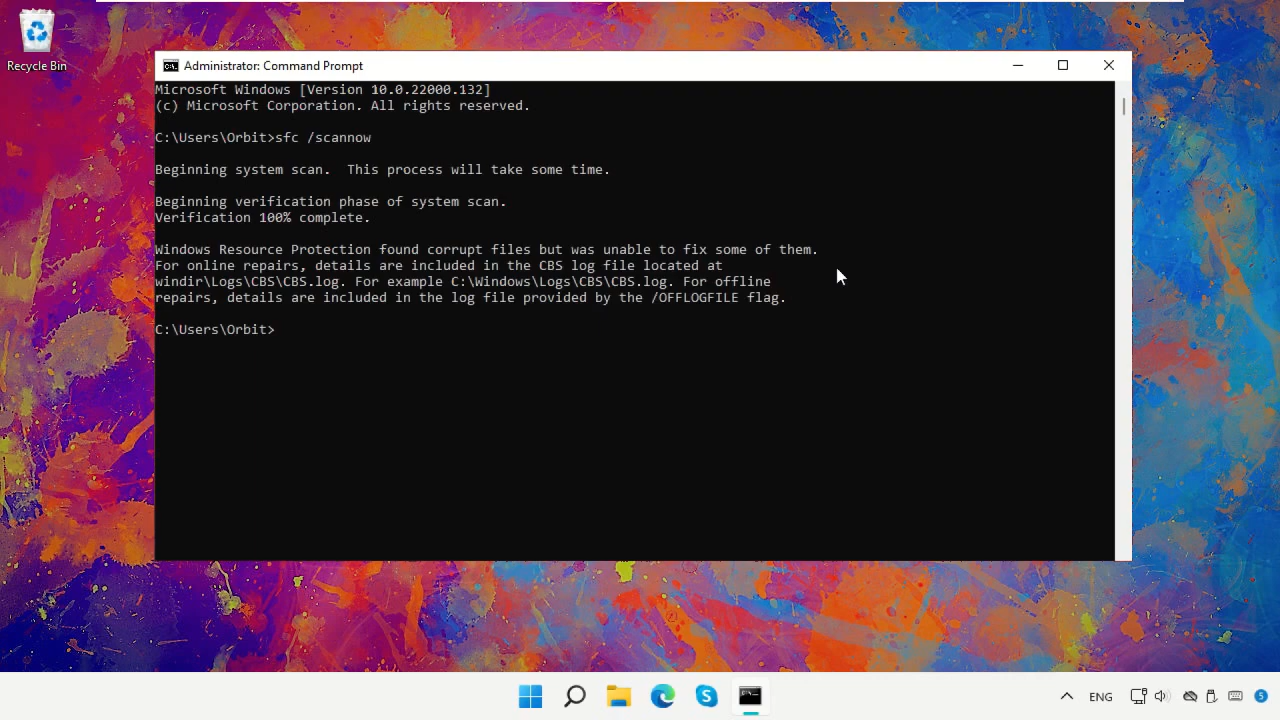 Recycle Bin
Administrator: Command Prompt
Microsoft Windows [Version 10.0.22000.132]
(c) Microsoft Corporation. All rights reserved.
C:\Users\Orbit>sfc /scannow
Beginning system scan.  This process will take some time.
Beginning verification phase of system scan.
Verification 100% complete.
Windows Resource Protection found corrupt files but was unable to fix some of them.
For online repairs, details are included in the CBS log file located at
windir\Logs\CBS\CBS.log. For example C:\Windows\Logs\CBS\CBS.log. For offline
repairs, details are included in the log file provided by the /OFFLOGFILE flag.
C:\Users\Orbit>
ENG
5